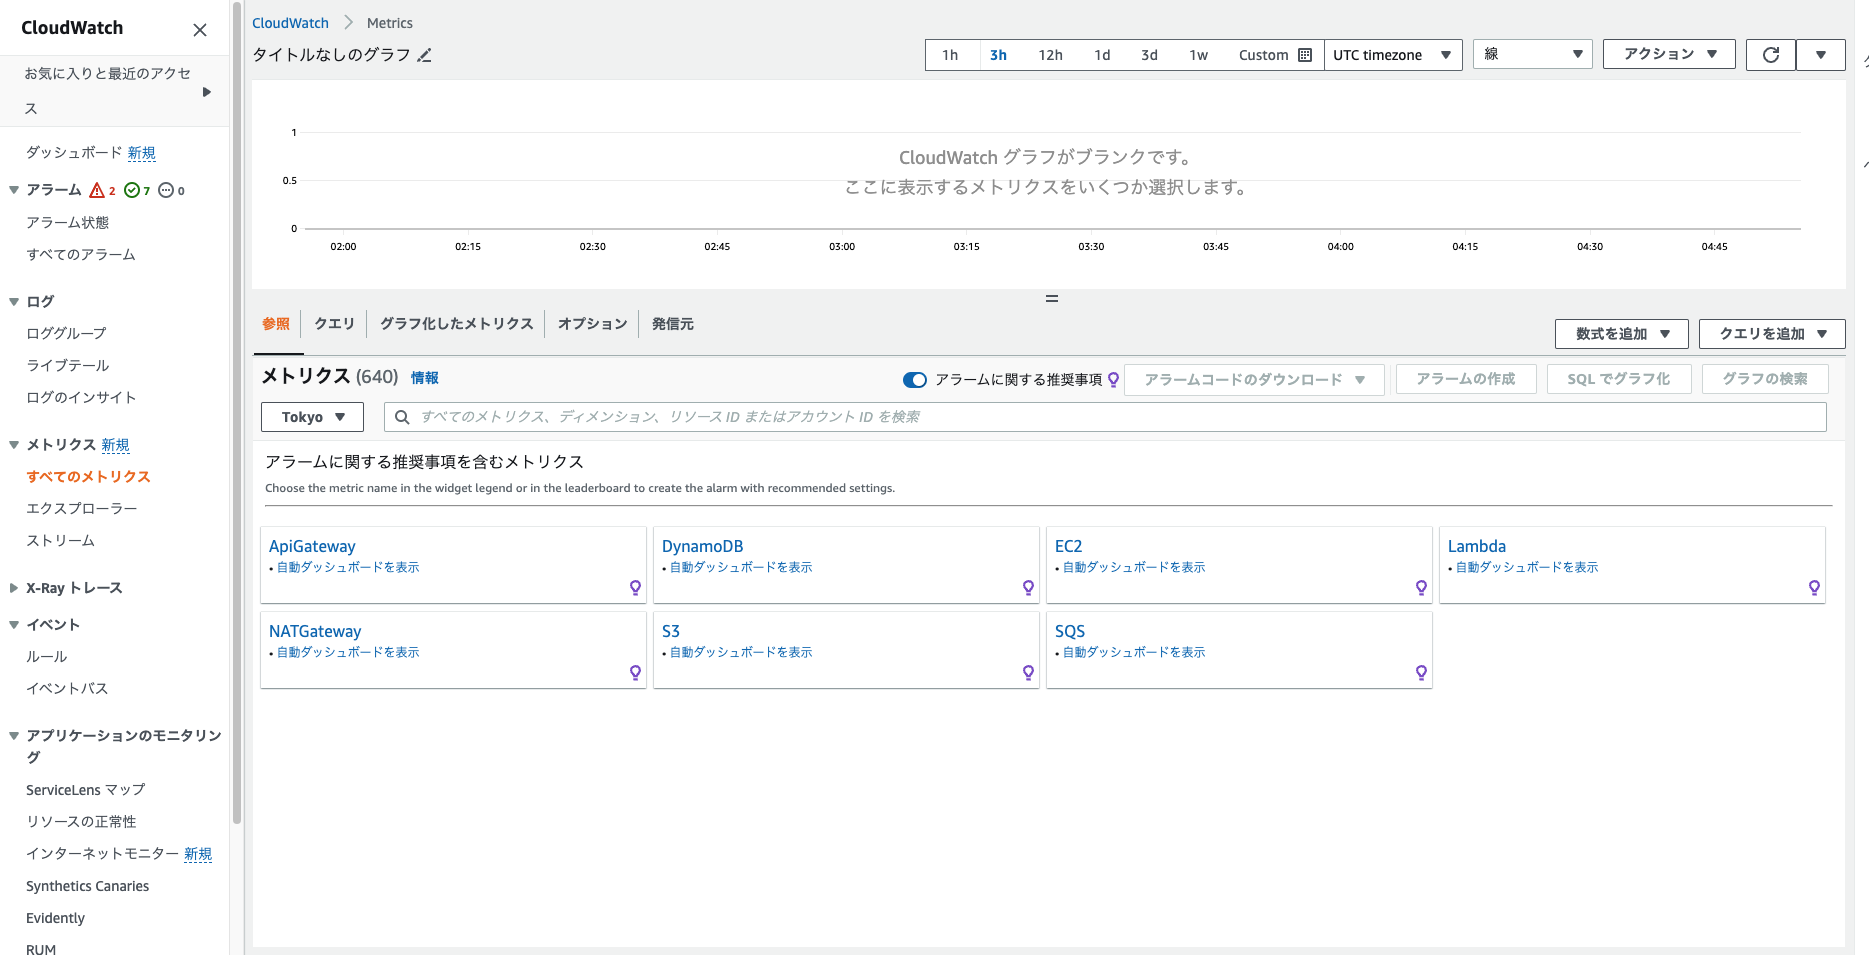 CloudWatch
お気に入りと最近のアクセ
ス
ダッシュボード 新規
アラーム 2 7 0
アラーム状態
すべてのアラーム
ログ
ロググループ
ライブテール
ログのインサイト
メトリクス 新規
すべてのメトリクス
エクスプローラー
ストリーム
X-Ray トレース
イベント
ルール
イベントバス
アプリケーションのモニタリン
グ
ServiceLens マップ
リソースの正常性
インターネットモニター 新規
Synthetics Canaries
Evidently
RUM
CloudWatch Metrics
タイトルなしのグラフ
1h 3h 12h 1d 3d 1w Custom UTC timezone 線 アクション
1
0.5
0
CloudWatch グラフがブランクです。
ここに表示するメトリクスをいくつか選択します。
02:00 02:15 02:30 02:45 03:00 03:15 03:30 03:45 04:00 04:15 04:30 04:45
参照 クエリ グラフ化したメトリクス オプション 発信元
数式を追加 クエリを追加
メトリクス (640) 情報
アラームに関する推奨事項 アラームコードのダウンロード アラームの作成 SQL でグラフ化 グラフの検索
Tokyo すべてのメトリクス、ディメンション、リソース ID またはアカウント ID を検索
アラームに関する推奨事項を含むメトリクス
Choose the metric name in the widget legend or in the leaderboard to create the alarm with recommended settings.
ApiGateway
• 自動ダッシュボードを表示
DynamoDB
• 自動ダッシュボードを表示
EC2
• 自動ダッシュボードを表示
Lambda
• 自動ダッシュボードを表示
NATGateway
• 自動ダッシュボードを表示
S3
• 自動ダッシュボードを表示
SQS
• 自動ダッシュボードを表示